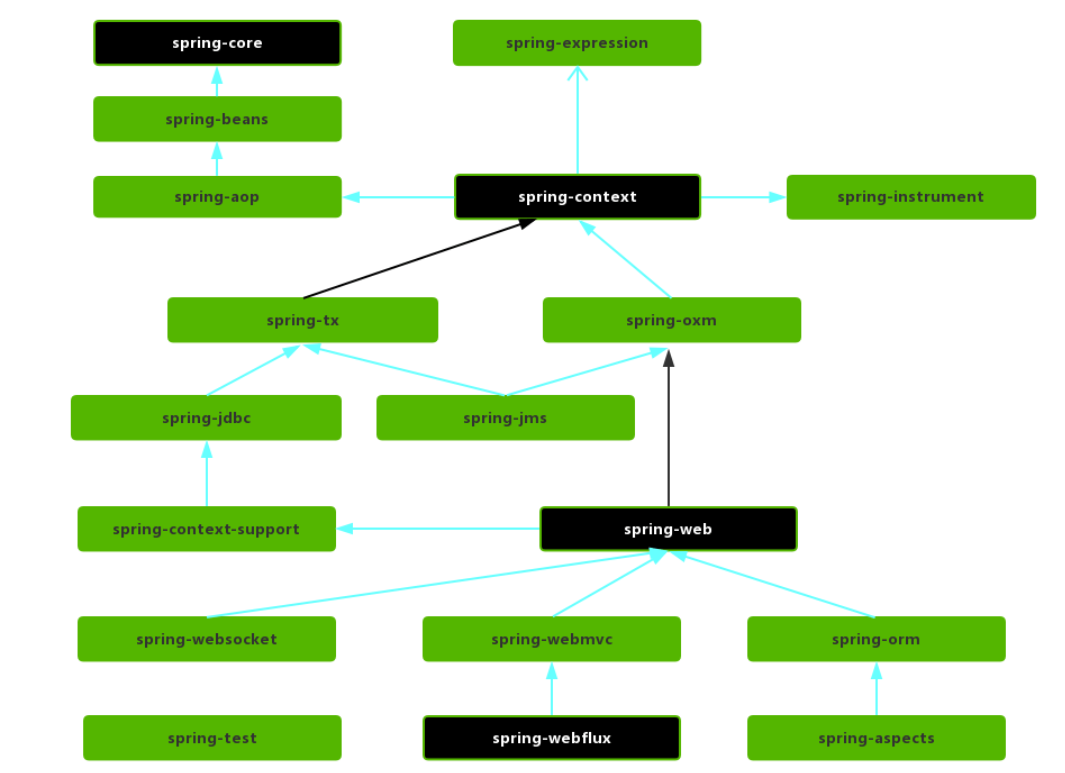 spring-core
spring-expression
spring-beans
spring-aop
spring-context
spring-instrument
spring-tx
spring-oxm
spring-jdbc
spring-jms
spring-context-support
spring-web
spring-websocket
spring-webmvc
spring-orm
spring-test
spring-webflux
spring-aspects